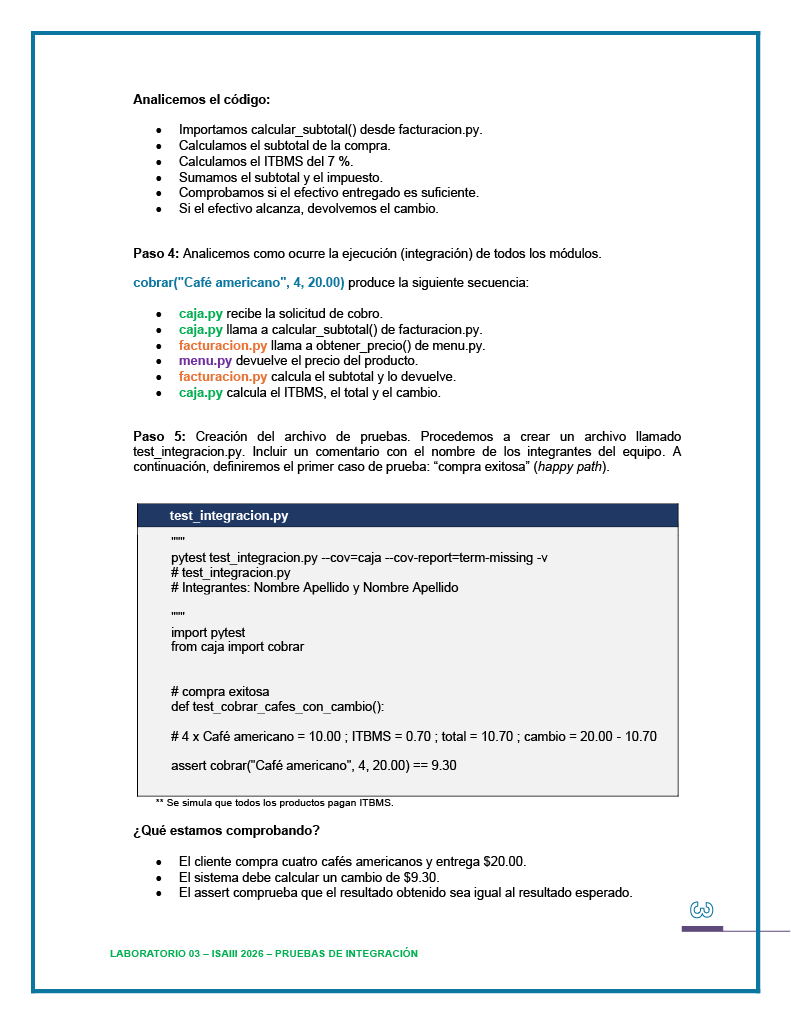 Analicemos el código:
• Importamos calcular_subtotal() desde facturacion.py.
• Calculamos el subtotal de la compra.
• Calculamos el ITBMS del 7 %.
• Sumamos el subtotal y el impuesto.
• Comprobamos si el efectivo entregado es suficiente.
• Si el efectivo alcanza, devolvemos el cambio.
Paso 4: Analicemos como ocurre la ejecución (integración) de todos los módulos.
cobrar("Café americano", 4, 20.00) produce la siguiente secuencia:
• caja.py recibe la solicitud de cobro.
• caja.py llama a calcular_subtotal() de facturacion.py.
• facturacion.py llama a obtener_precio() de menu.py.
• menu.py devuelve el precio del producto.
• facturacion.py calcula el subtotal y lo devuelve.
• caja.py calcula el ITBMS, el total y el cambio.
Paso 5: Creación del archivo de pruebas. Procedemos a crear un archivo llamado
test_integracion.py. Incluir un comentario con el nombre de los integrantes del equipo. A
continuación, definiremos el primer caso de prueba: “compra exitosa” (happy path).
test_integracion.py
"""
pytest test_integracion.py --cov=caja --cov-report=term-missing -v
# test_integracion.py
# Integrantes: Nombre Apellido y Nombre Apellido
"""
import pytest
from caja import cobrar
# compra exitosa
def test_cobrar_cafes_con_cambio():
# 4 x Café americano = 10.00 ; ITBMS = 0.70 ; total = 10.70 ; cambio = 20.00 - 10.70
assert cobrar("Café americano", 4, 20.00) == 9.30
** Se simula que todos los productos pagan ITBMS.
¿Qué estamos comprobando?
• El cliente compra cuatro cafés americanos y entrega $20.00.
• El sistema debe calcular un cambio de $9.30.
• El assert comprueba que el resultado obtenido sea igual al resultado esperado.
3
LABORATORIO 03 – ISAIII 2026 – PRUEBAS DE INTEGRACIÓN